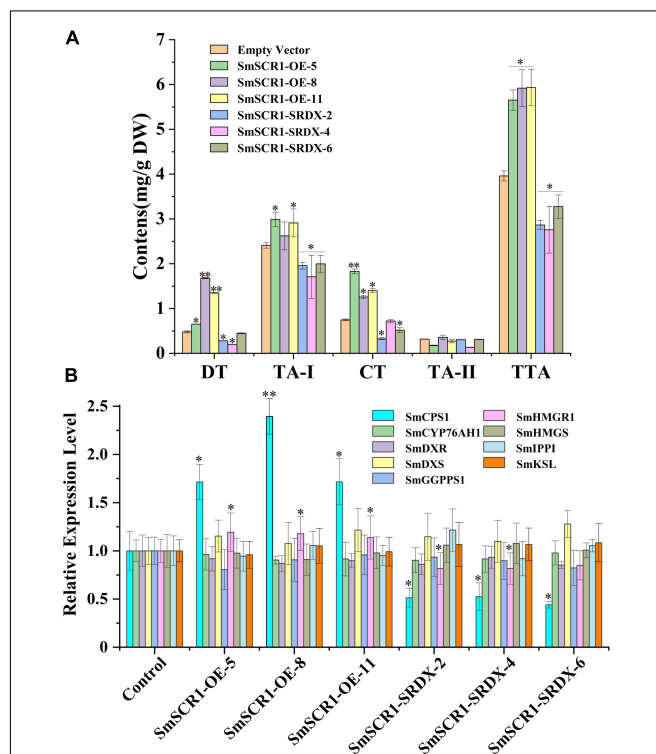 A
Empty Vector
SmSCR1-OE-5
SmSCR1-OE-8
SmSCR1-OE-11
SmSCR1-SRDX-2
SmSCR1-SRDX-4
SmSCR1-SRDX-6
Contens(mg/g DW)
7
6
5
4
3
2
1
0
*
**
*
**
*
*
*
*
*
**
*
*
*
*
*
*
DT
TA-I
CT
TA-II
TTA
B
SmCPS1
SmCYP76AH1
SmDXR
SmDXS
SmGGPPS1
SmHMGR1
SmHMGS
SmIPPI
SmKSL
Relative Expression Level
2.5
2.0
1.5
1.0
0.5
0.0
*
*
**
*
*
*
*
*
*
*
*
Control
SmSCR1-OE-5
SmSCR1-OE-8
SmSCR1-OE-11
SmSCR1-SRDX-2
SmSCR1-SRDX-4
SmSCR1-SRDX-6